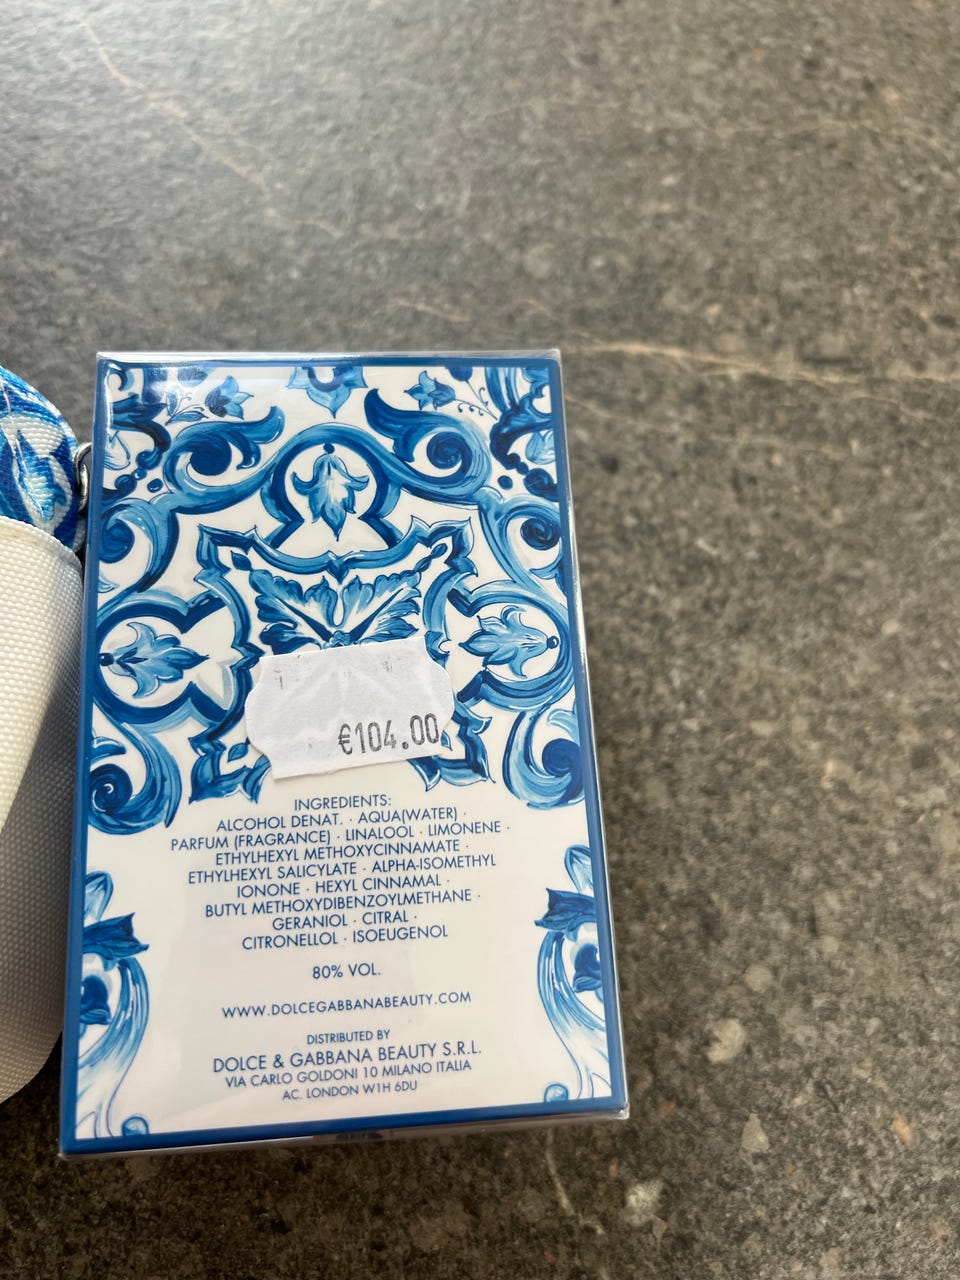 €104.00
INGREDIENTS:
ALCOHOL DENAT. · AQUA(WATER) ·
PARFUM (FRAGRANCE) · LINALOOL · LIMONENE ·
ETHYLHEXYL METHOXYCINNAMATE ·
ETHYLHEXYL SALICYLATE · ALPHA-ISOMETHYL
IONONE · HEXYL CINNAMAL ·
BUTYL METHOXYDIBENZOYLMETHANE ·
GERANIOL · CITRAL ·
CITRONELLOL · ISOEUGENOL
80% VOL.
WWW.DOLCEGABBANABEAUTY.COM
DISTRIBUTED BY
DOLCE & GABBANA BEAUTY S.R.L.
VIA CARLO GOLDONI 10 MILANO ITALIA
AC. LONDON W1H 6DU